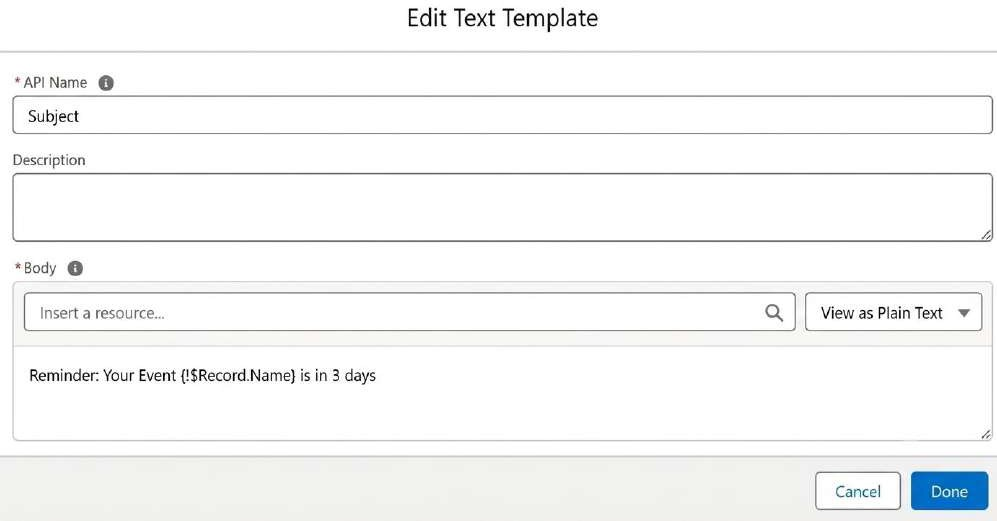 Edit Text Template
* API Name
Subject
Description
* Body
Insert a resource... View as Plain Text
Reminder: Your Event {!$Record.Name} is in 3 days
Cancel Done